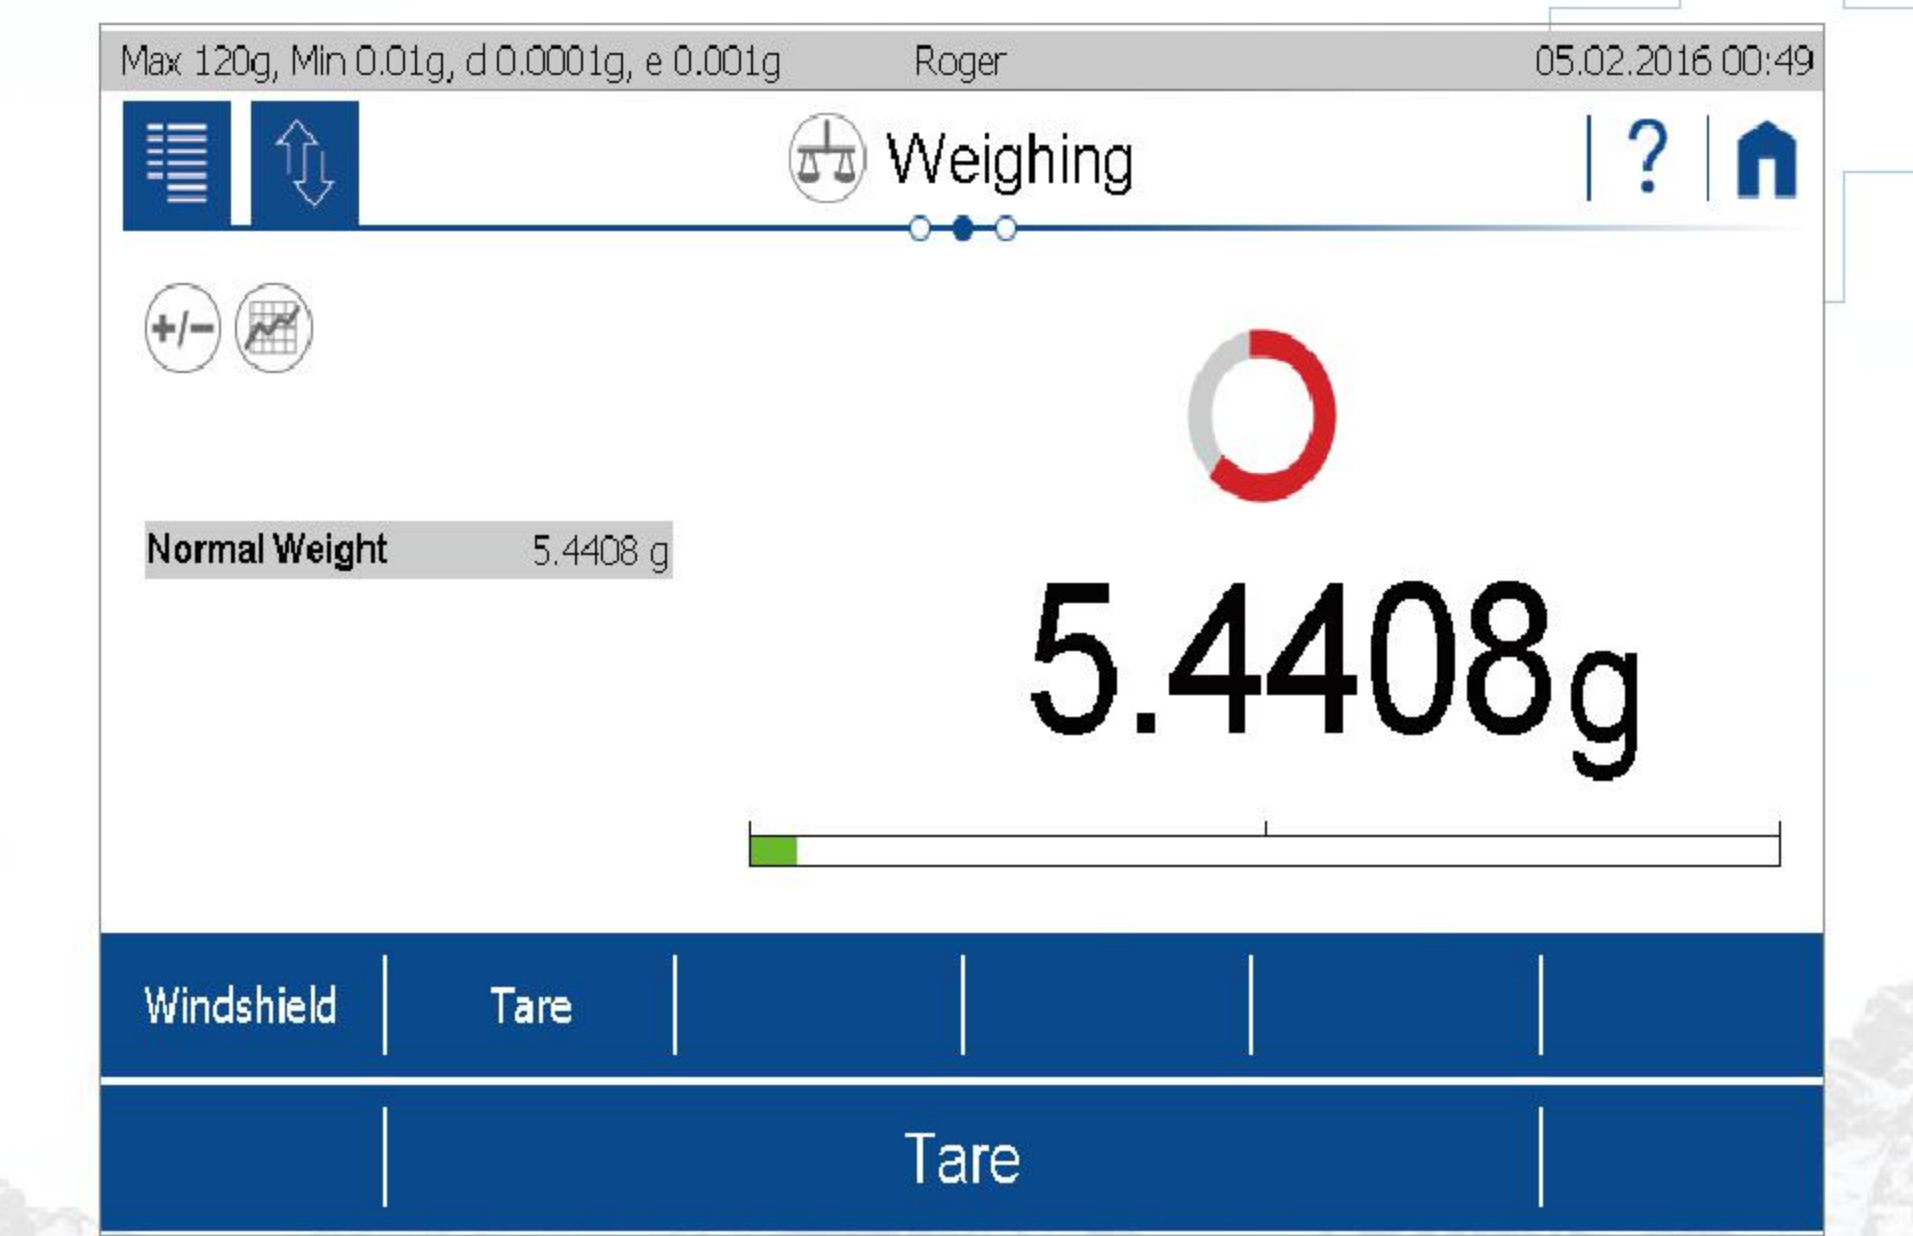 Max 120g, Min 0.01g, d 0.0001g, e 0.001g Roger 05.02.2016 00:49
Weighing ?
+/-
Normal Weight 5.4408 g
5.4408g
Windshield Tare
Tare